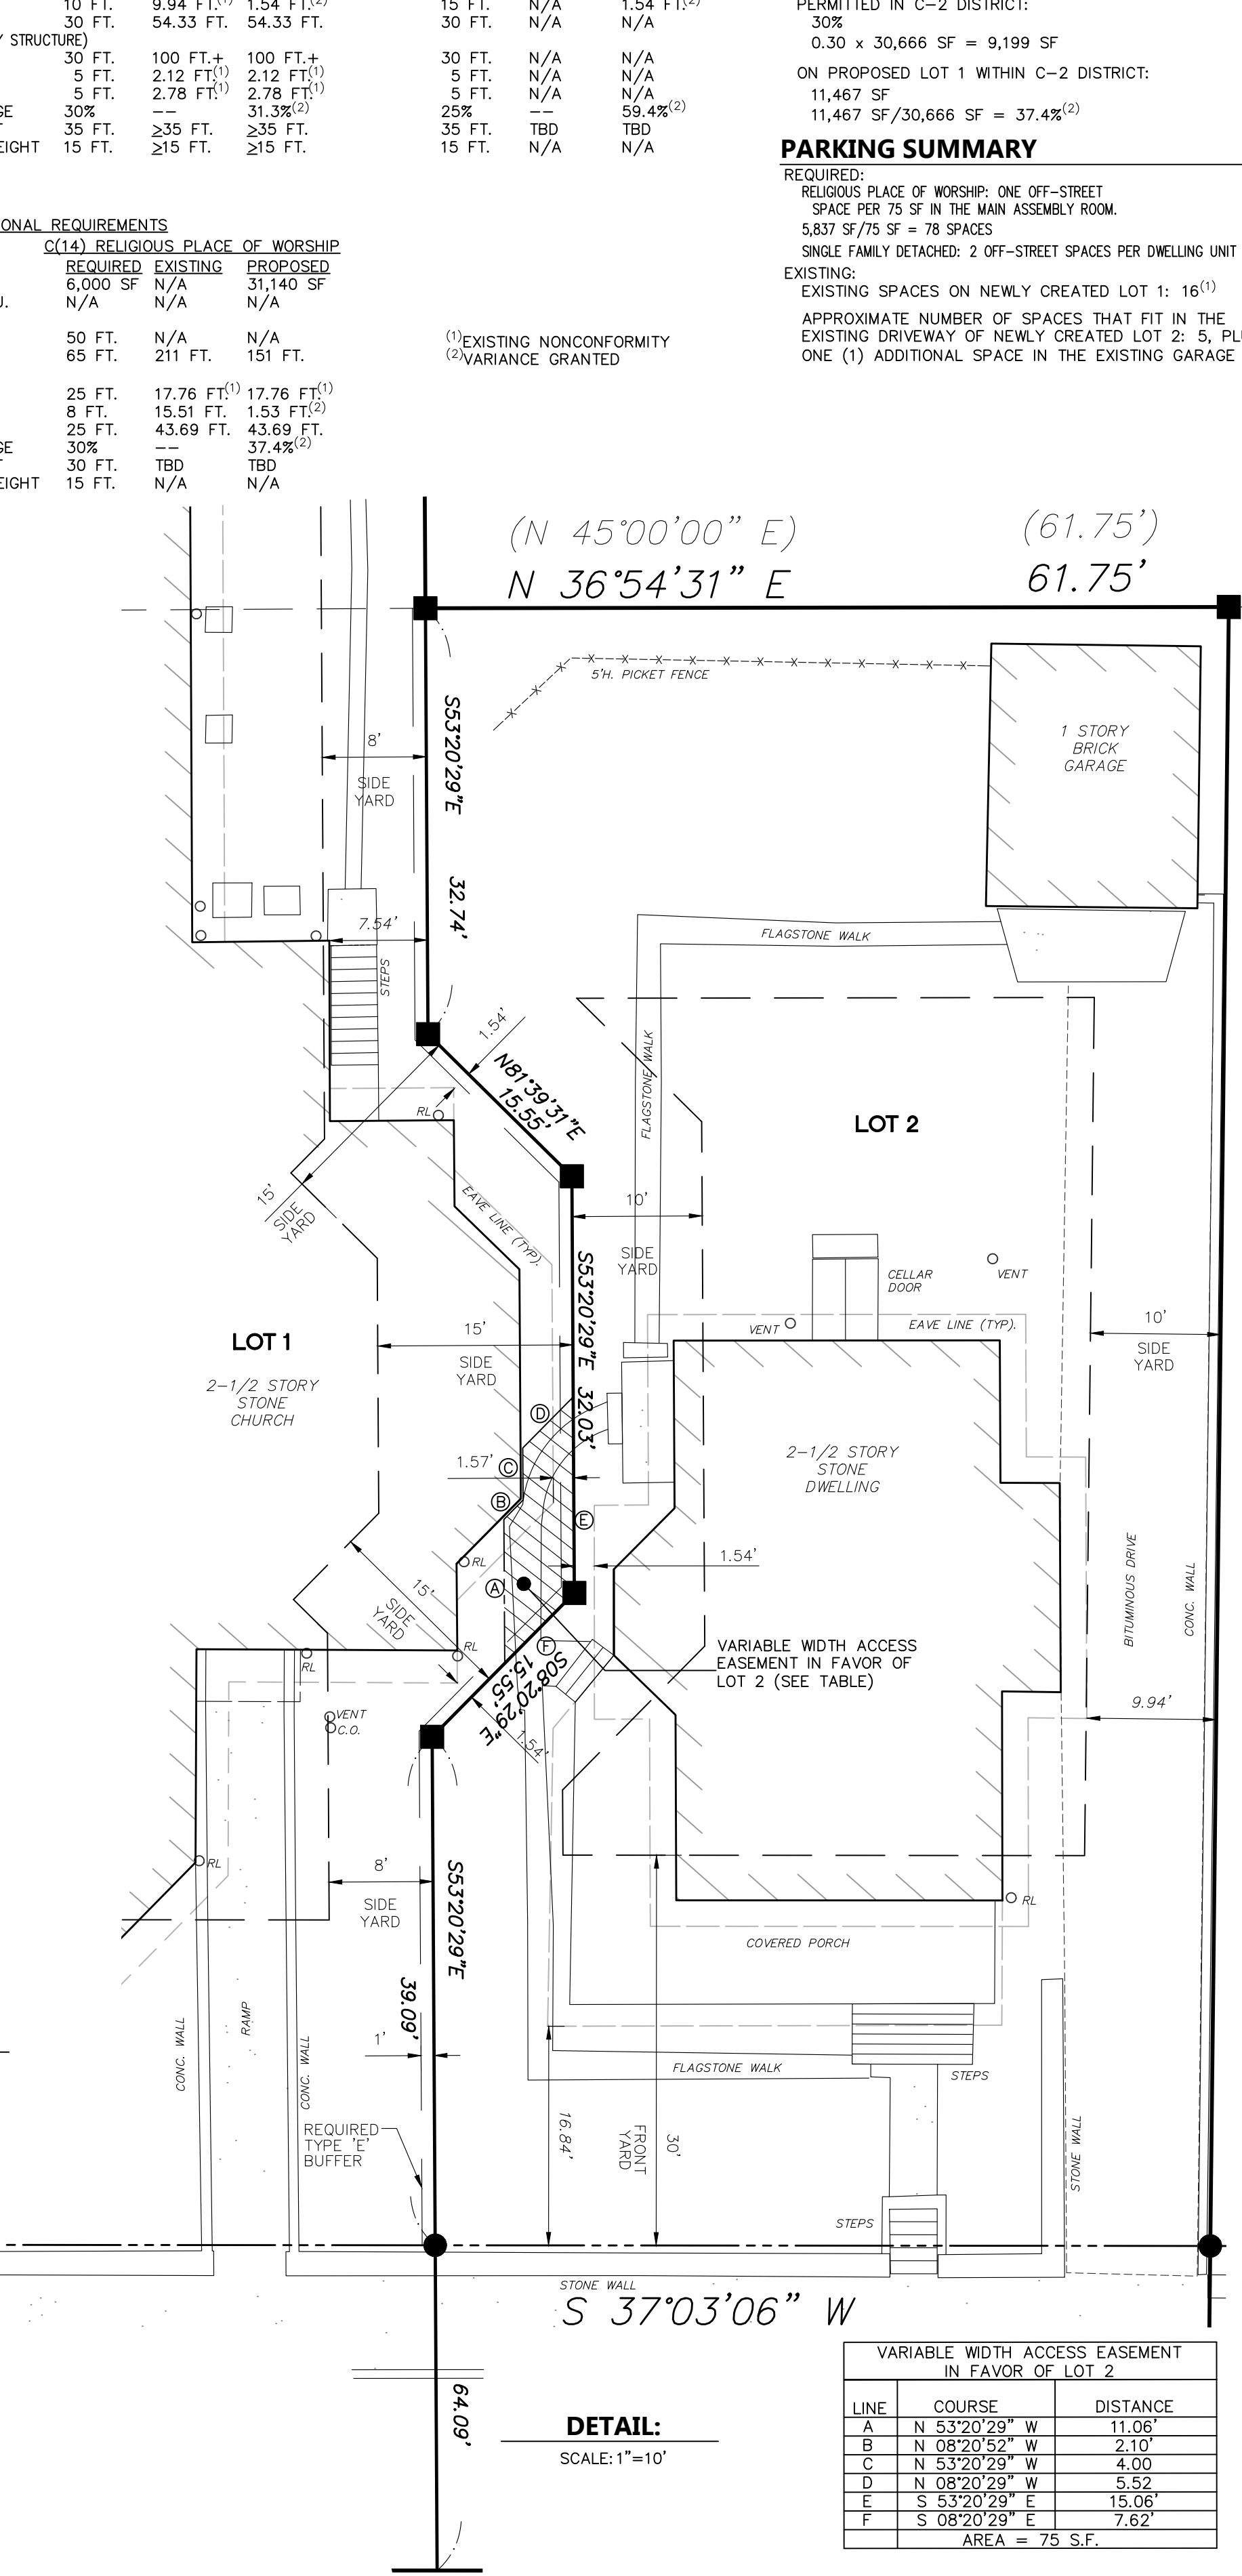 10 FT. 9.94 FT.(1) 1.54 FT.(2) 15 FT. N/A 1.54 FT.(2)
30 FT. 54.33 FT. 54.33 FT. 30 FT. N/A N/A
Y STRUCTURE)
30 FT. 100 FT.+ 100 FT.+ 30 FT. N/A N/A
5 FT. 2.12 FT.(1) 2.12 FT.(1) 5 FT. N/A N/A
5 FT. 2.78 FT.(1) 2.78 FT.(1) 5 FT. N/A N/A
GE 30% -- 31.3%(2) 25% -- 59.4%(2)
35 FT. ≥35 FT. ≥35 FT. 35 FT. TBD TBD
EIGHT 15 FT. ≥15 FT. ≥15 FT. 15 FT. N/A N/A
PERMITTED IN C-2 DISTRICT:
30%
0.30 x 30,666 SF = 9,199 SF
ON PROPOSED LOT 1 WITHIN C-2 DISTRICT:
11,467 SF
11,467 SF/30,666 SF = 37.4%(2)
PARKING SUMMARY
REQUIRED:
RELIGIOUS PLACE OF WORSHIP: ONE OFF-STREET
SPACE PER 75 SF IN THE MAIN ASSEMBLY ROOM.
5,837 SF/75 SF = 78 SPACES
SINGLE FAMILY DETACHED: 2 OFF-STREET SPACES PER DWELLING UNIT
EXISTING:
EXISTING SPACES ON NEWLY CREATED LOT 1: 16(1)
APPROXIMATE NUMBER OF SPACES THAT FIT IN THE
EXISTING DRIVEWAY OF NEWLY CREATED LOT 2: 5, PLU
ONE (1) ADDITIONAL SPACE IN THE EXISTING GARAGE
ONAL REQUIREMENTS
C(14) RELIGIOUS PLACE OF WORSHIP
REQUIRED EXISTING PROPOSED
6,000 SF N/A 31,140 SF
U. N/A N/A N/A
50 FT. N/A N/A
65 FT. 211 FT. 151 FT.
25 FT. 17.76 FT.(1) 17.76 FT.(1)
8 FT. 15.51 FT. 1.53 FT.(2)
25 FT. 43.69 FT. 43.69 FT.
GE 30% -- 37.4%(2)
30 FT. TBD TBD
EIGHT 15 FT. N/A N/A
(1)EXISTING NONCONFORMITY
(2)VARIANCE GRANTED
(N 45°00'00" E) (61.75')
N 36°54'31" E 61.75'
5'H. PICKET FENCE
1 STORY
BRICK
GARAGE
S53°20'29"E
32.74'
8'
SIDE
YARD
7.54'
STEPS
FLAGSTONE WALK
FLAGSTONE WALK
1.54'
N81°39'31"E
15.55'
RL
15'
SIDE
YARD
EAVE LINE (TYP).
LOT 2
10'
SIDE
YARD
CELLAR
DOOR
VENT
VENT
EAVE LINE (TYP).
10'
SIDE
YARD
LOT 1
2-1/2 STORY
STONE
CHURCH
15'
SIDE
YARD
S53°20'29"E 32.03'
D
1.57'
C
B
E
A
F
2-1/2 STORY
STONE
DWELLING
1.54'
RL
15'
SIDE
YARD
RL
RL
VENT
C.O.
VARIABLE WIDTH ACCESS
EASEMENT IN FAVOR OF
LOT 2 (SEE TABLE)
S08°20'29"E
15.55'
1.54'
BITUMINOUS DRIVE
CONC. WALL
9.94'
RL
8'
SIDE
YARD
S53°20'29"E
39.09'
RL
COVERED PORCH
CONC. WALL
RAMP
CONC. WALL
1'
FLAGSTONE WALK
STEPS
REQUIRED
TYPE 'E'
BUFFER
16.84'
FRONT
YARD
30'
STONE WALL
STEPS
STONE WALL
S 37°03'06" W
64.09'
DETAIL:
SCALE: 1"=10'
VARIABLE WIDTH ACCESS EASEMENT
IN FAVOR OF LOT 2
LINE COURSE DISTANCE
A N 53°20'29" W 11.06'
B N 08°20'52" W 2.10'
C N 53°20'29" W 4.00
D N 08°20'29" W 5.52
E S 53°20'29" E 15.06'
F S 08°20'29" E 7.62'
AREA = 75 S.F.